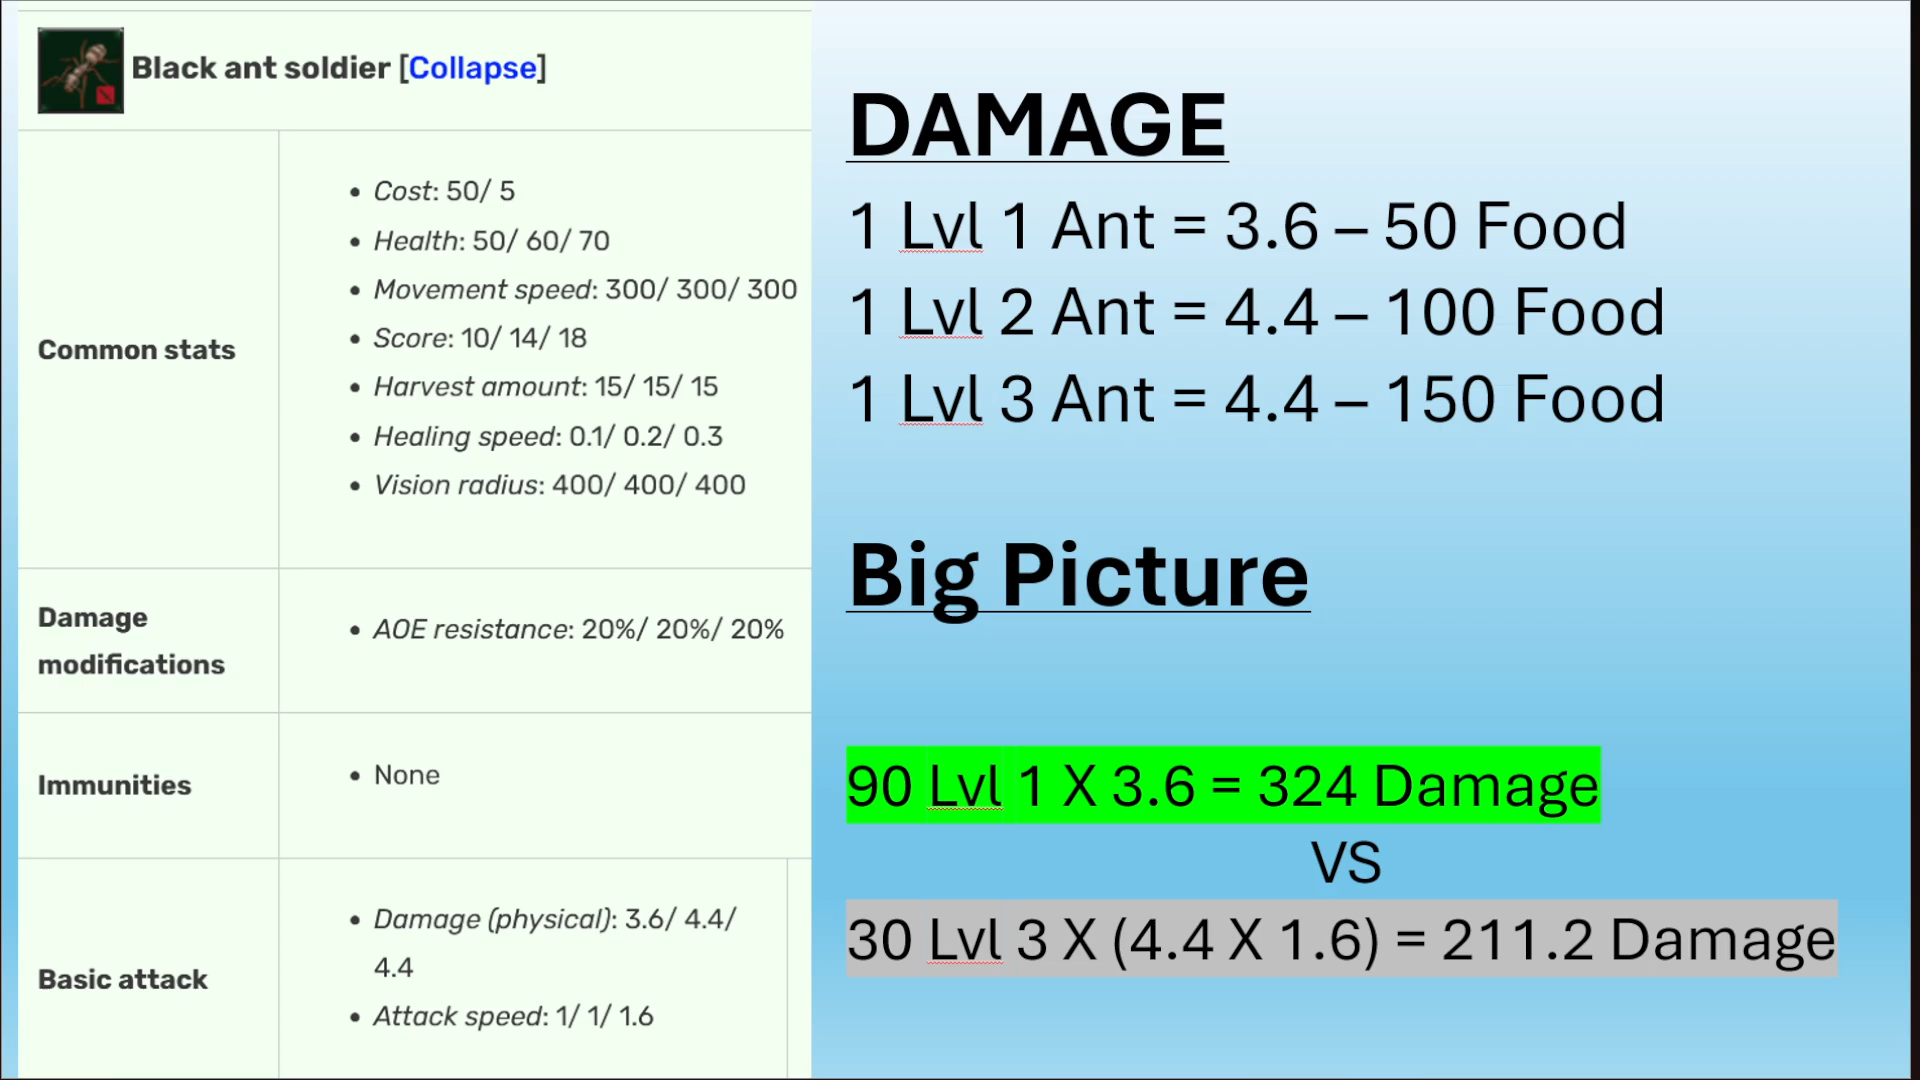 Black ant soldier [Collapse]
Common stats
Cost: 50/ 5
Health: 50/ 60/ 70
Movement speed: 300/ 300/ 300
Score: 10/ 14/ 18
Harvest amount: 15/ 15/ 15
Healing speed: 0.1/ 0.2/ 0.3
Vision radius: 400/ 400/ 400
Damage
modifications
AOE resistance: 20%/ 20%/ 20%
Immunities
None
Basic attack
Damage (physical): 3.6/ 4.4/
4.4
Attack speed: 1/ 1/ 1.6
DAMAGE
1 Lvl 1 Ant = 3.6 – 50 Food
1 Lvl 2 Ant = 4.4 – 100 Food
1 Lvl 3 Ant = 4.4 – 150 Food
Big Picture
90 Lvl 1 X 3.6 = 324 Damage
VS
30 Lvl 3 X (4.4 X 1.6) = 211.2 Damage